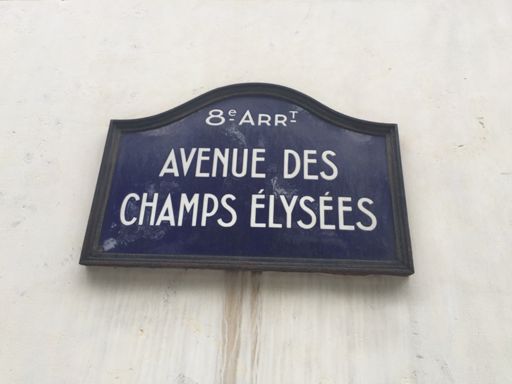 8e ARRT
AVENUE DES
CHAMPS ÉLYSÉES